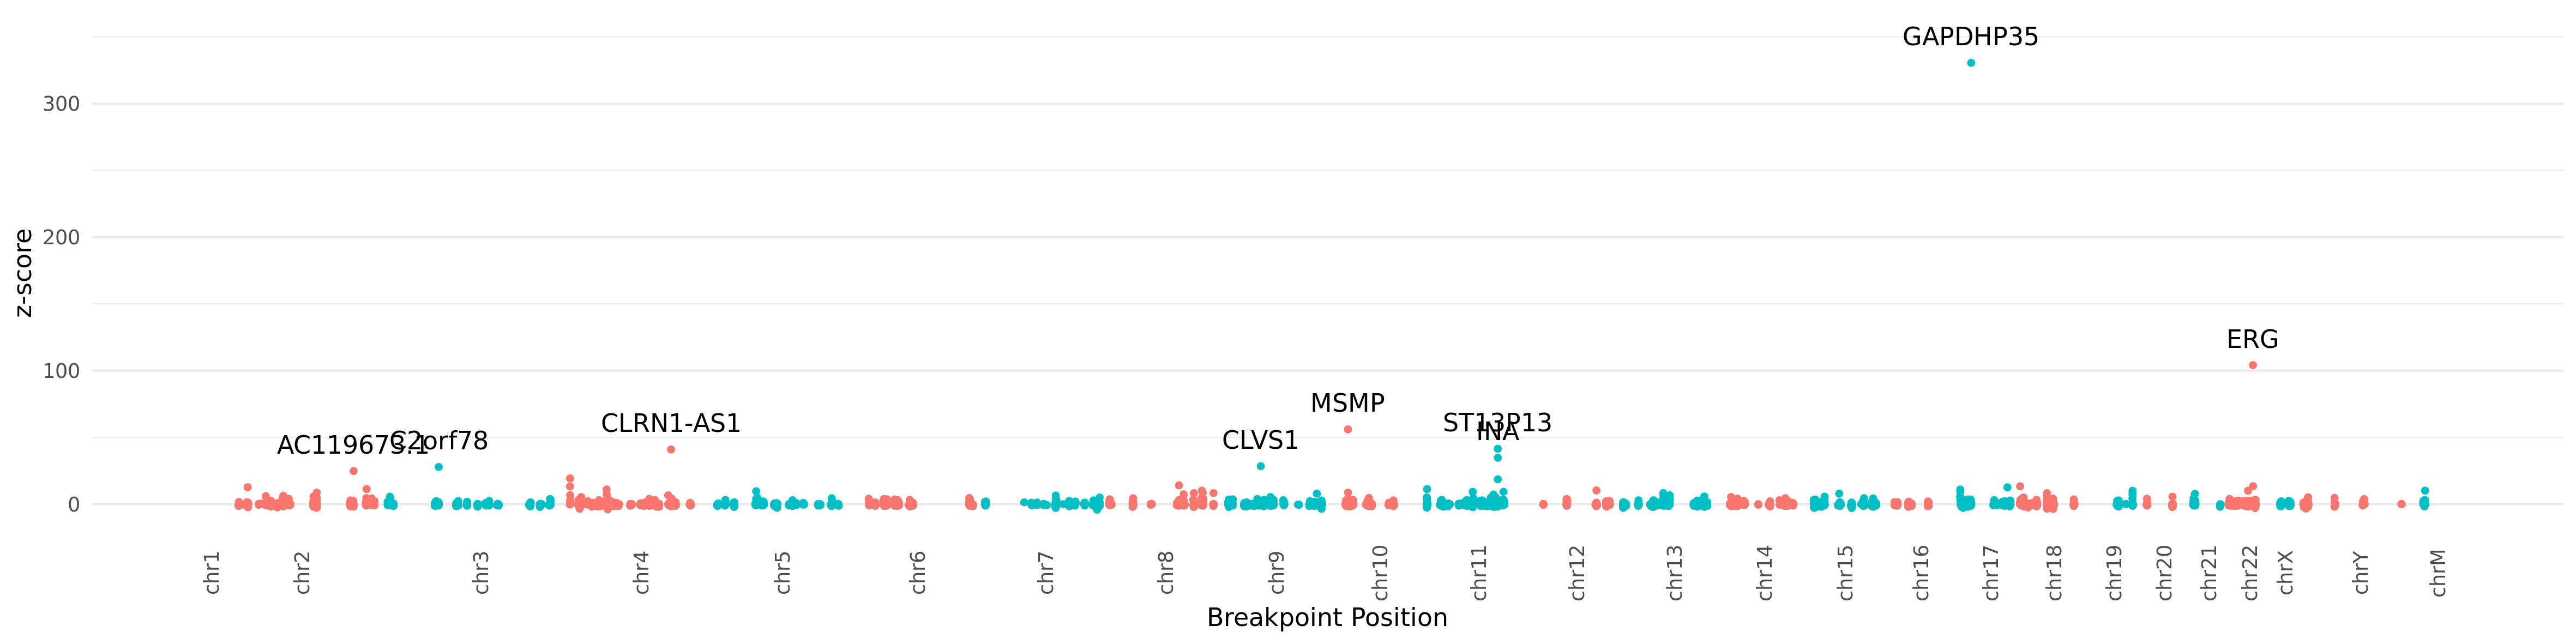 GAPDHP35
300
z-score
200
ERG
100
MSMP
CLRN1-AS1
ST13P13
INA
AC119673.1
C2orf78
CLVS1
0
chr1
chr2
chr3
chr4
chr5
chr6
chr7
chr8
chr9
chr10
chr11
chr12
chr13
chr14
chr15
chr16
chr17
chr18
chr19
chr20
chr21
chr22
chrX
chrY
chrM
Breakpoint Position